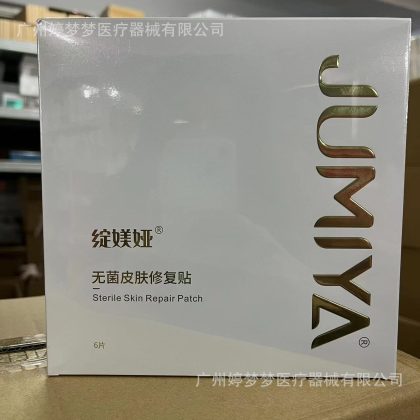 广州婷梦梦医疗器械有限公司
JUMIYA®
绽媄娅®
无菌皮肤修复贴
Sterile Skin Repair Patch
6片
广州婷梦梦医疗器械有限公司